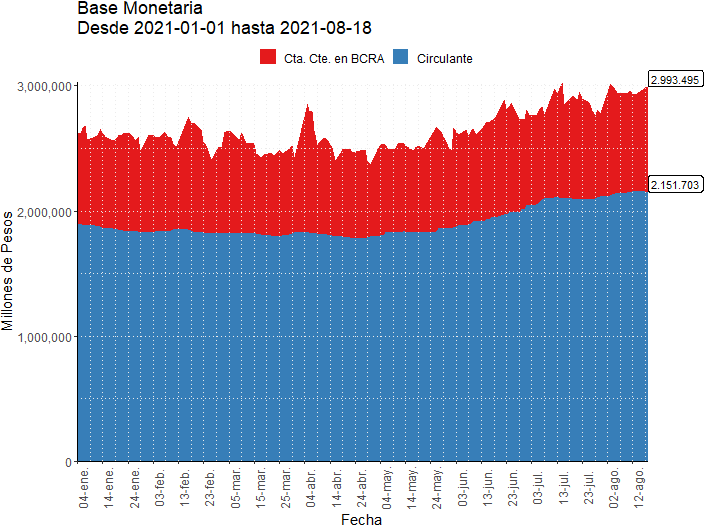 Base Monetaria
Desde 2021-01-01 hasta 2021-08-18
Cta. Cte. en BCRA
Circulante
Millones de Pesos
3,000,000
2,000,000
1,000,000
0
2.993.495
2.151.703
04-ene.
14-ene.
24-ene.
03-feb.
13-feb.
23-feb.
05-mar.
15-mar.
25-mar.
04-abr.
14-abr.
24-abr.
04-may.
14-may.
24-may.
03-jun.
13-jun.
23-jun.
03-jul.
13-jul.
23-jul.
02-ago.
12-ago.
Fecha